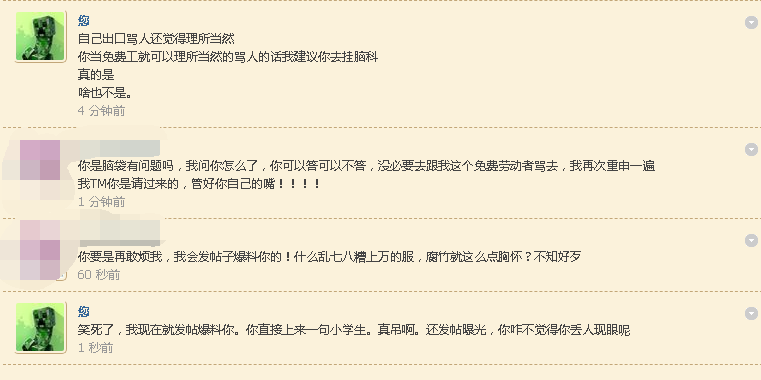 您
自己出口骂人还觉得理所当然
你当免费工就可以理所当然的骂人的话我建议你去挂脑科
真的是
啥也不是。
4 分钟前
你是脑袋有问题吗，我问你怎么了，你可以答可以不答，没必要去跟我这个免费劳动者骂去，我再次重申一遍
我TM你是请过来的，管好你自己的嘴！！！！
1 分钟前
你要是再敢烦我，我会发帖子爆料你的！什么乱七八糟上万的服，腐竹就这么点胸怀？不知好歹
60 秒前
您
笑死了，我现在就发帖爆料你。你直接上来一句小学生。真吊啊。还发帖曝光，你咋不觉得你丢人现眼呢
1 秒前